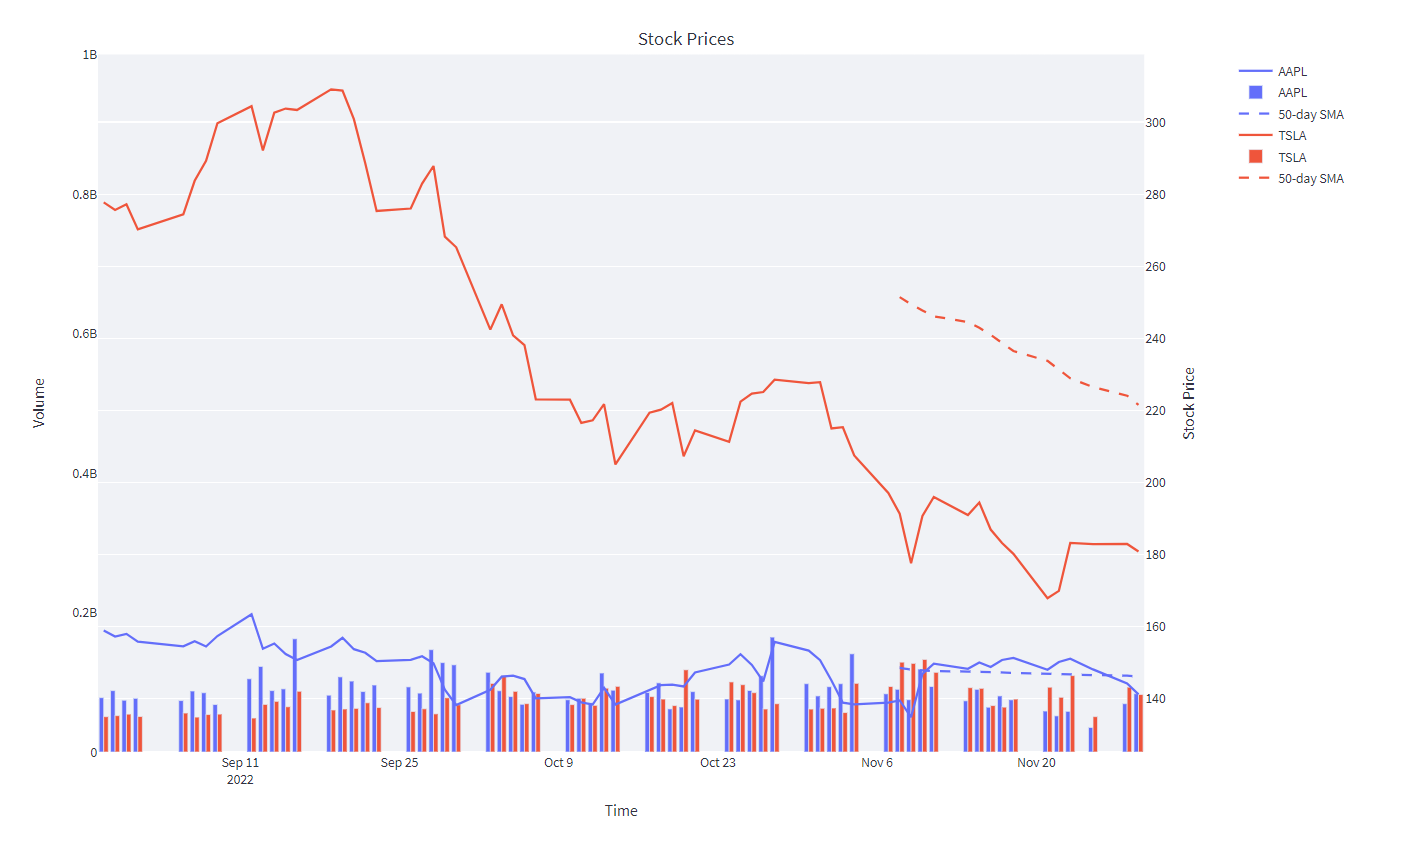 Stock Prices
1B
0.8B
0.6B
0.4B
0.2B
0
Volume
300
280
260
240
220
200
180
160
140
Stock Price
Sep 11
2022
Sep 25
Oct 9
Oct 23
Nov 6
Nov 20
Time
AAPL
AAPL
50-day SMA
TSLA
TSLA
50-day SMA